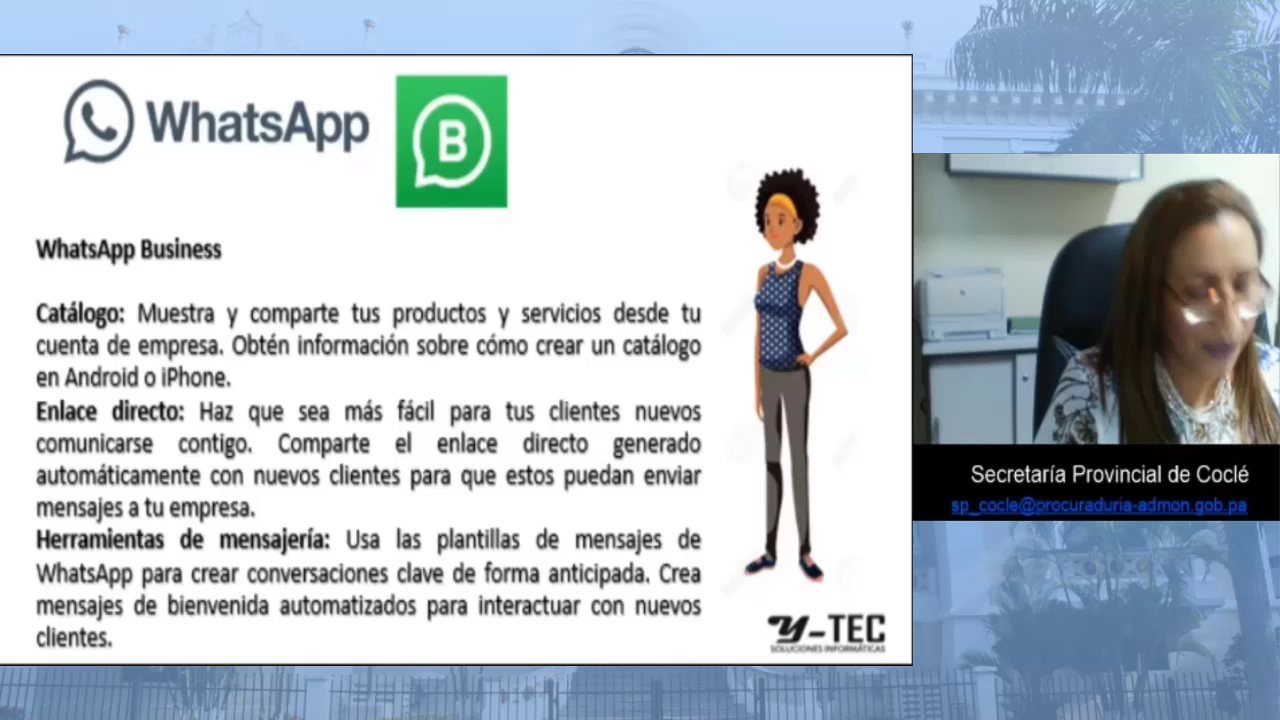 WhatsApp
B
WhatsApp Business
Catálogo: Muestra y comparte tus productos y servicios desde tu
cuenta de empresa. Obtén información sobre cómo crear un catálogo
en Android o iPhone.
Enlace directo: Haz que sea más fácil para tus clientes nuevos
comunicarse contigo. Comparte el enlace directo generado
automáticamente con nuevos clientes para que estos puedan enviar
mensajes a tu empresa.
Herramientas de mensajería: Usa las plantillas de mensajes de
WhatsApp para crear conversaciones clave de forma anticipada. Crea
mensajes de bienvenida automatizados para interactuar con nuevos
clientes.
Y-TEC
SOLUCIONES INFORMÁTICAS
Secretaría Provincial de Coclé
sp_cocle@procuraduria-admon.gob.pa